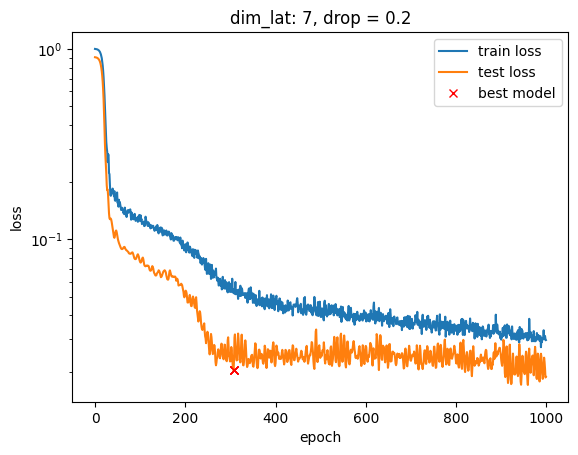 dim_lat: 7, drop = 0.2
train loss
test loss
best model
10⁰
10⁻¹
loss
0
200
400
600
800
1000
epoch